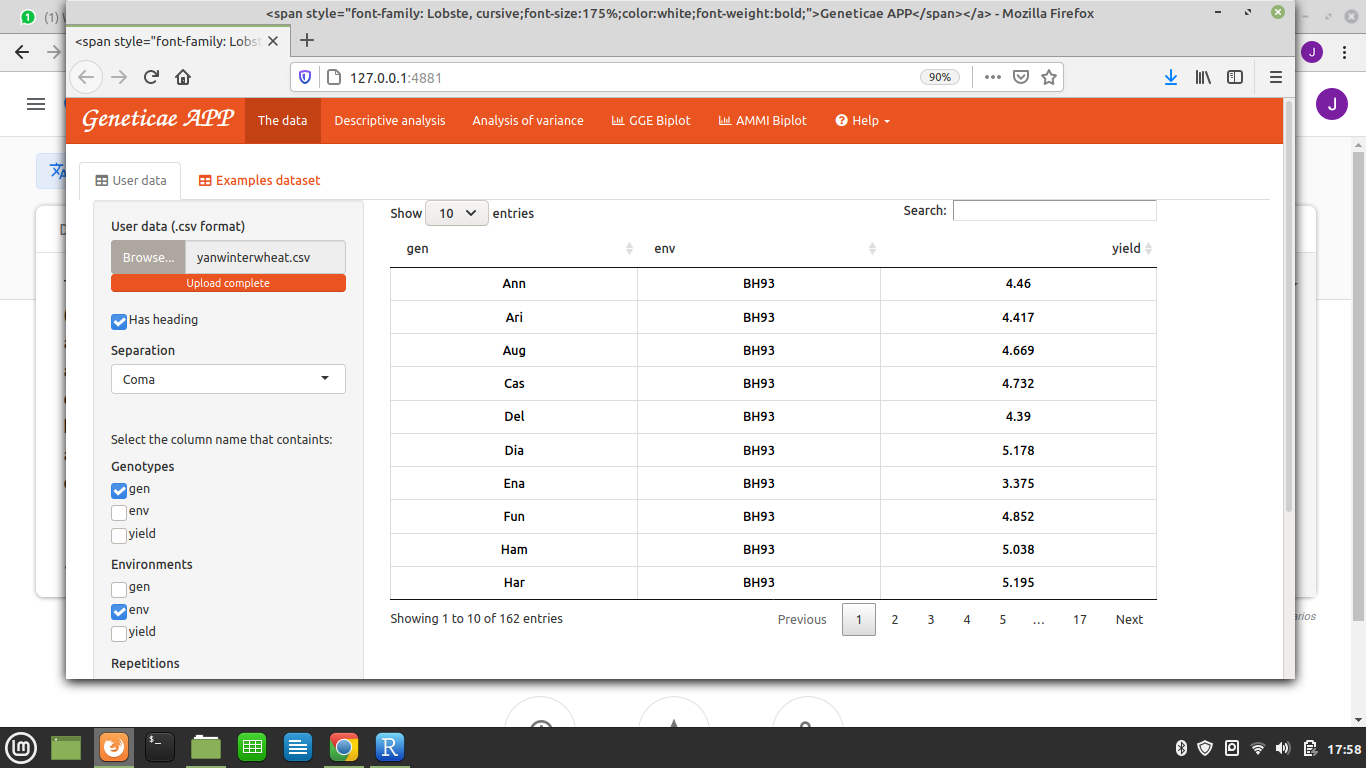 <span style="font-family: Lobste, cursive;font-size:175%;color:white;font-weight:bold;">Geneticae APP</span></a> - Mozilla Firefox
1 (1)
<span style="font-family: Lobst
127.0.0.1:4881
90%
J
J
Geneticae APP The data Descriptive analysis Analysis of variance GGE Biplot AMMI Biplot Help
User data Examples dataset
User data (.csv format)
Browse... yanwinterwheat.csv
Upload complete
Has heading
Separation
Coma
Select the column name that containts:
Genotypes
gen
env
yield
Environments
gen
env
yield
Repetitions
Show 10 entries Search:
gen env yield
Ann BH93 4.46
Ari BH93 4.417
Aug BH93 4.669
Cas BH93 4.732
Del BH93 4.39
Dia BH93 5.178
Ena BH93 3.375
Fun BH93 4.852
Ham BH93 5.038
Har BH93 5.195
Showing 1 to 10 of 162 entries Previous 1 2 3 4 5 … 17 Next
arios
17:58